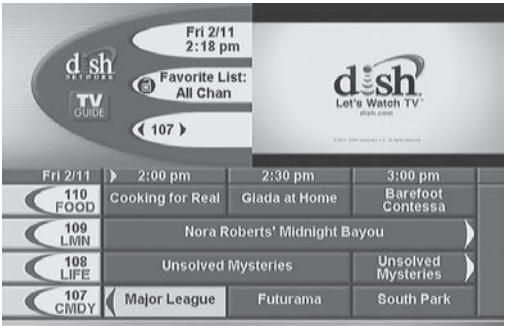 Fri 2/11
2:18 pm
dish
NETWORK
TV
GUIDE
Favorite List:
All Chan
107
dish
Let's Watch TV
dish.com
Fri 2/11 2:00 pm 2:30 pm 3:00 pm
110
FOOD
Cooking for Real
Giada at Home
Barefoot
Contessa
109
LMN
Nora Roberts' Midnight Bayou
108
LIFE
Unsolved Mysteries
Unsolved
Mysteries
107
CMDY
Major League
Futurama
South Park